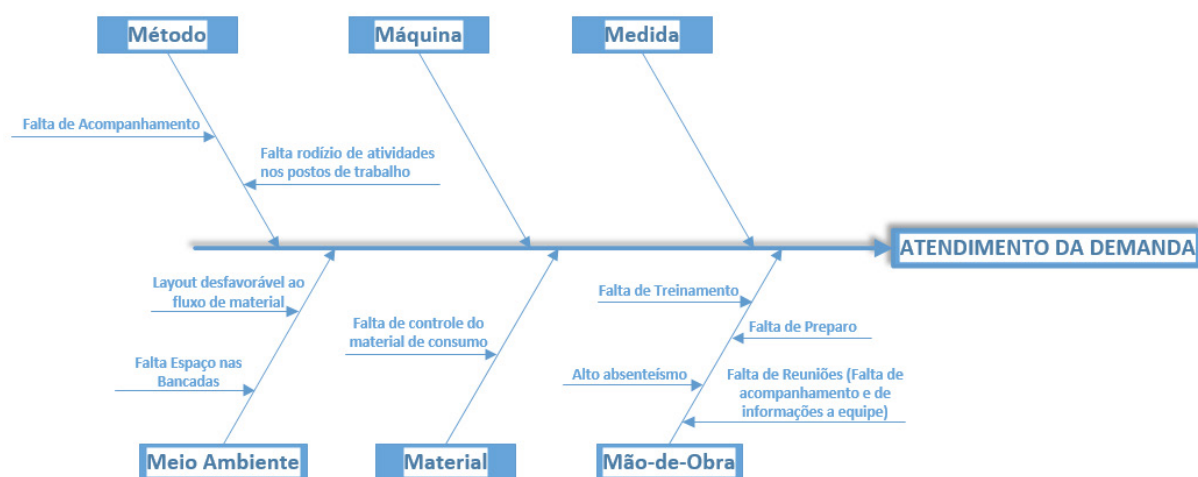 Método
Máquina
Medida
Falta de Acompanhamento
Falta rodízio de atividades
nos postos de trabalho
ATENDIMENTO DA DEMANDA
Layout desfavorável ao
fluxo de material
Falta Espaço nas
Bancadas
Falta de controle do
material de consumo
Falta de Treinamento
Falta de Preparo
Alto absenteísmo
Falta de Reuniões (Falta de
acompanhamento e de
informações a equipe)
Meio Ambiente
Material
Mão-de-Obra